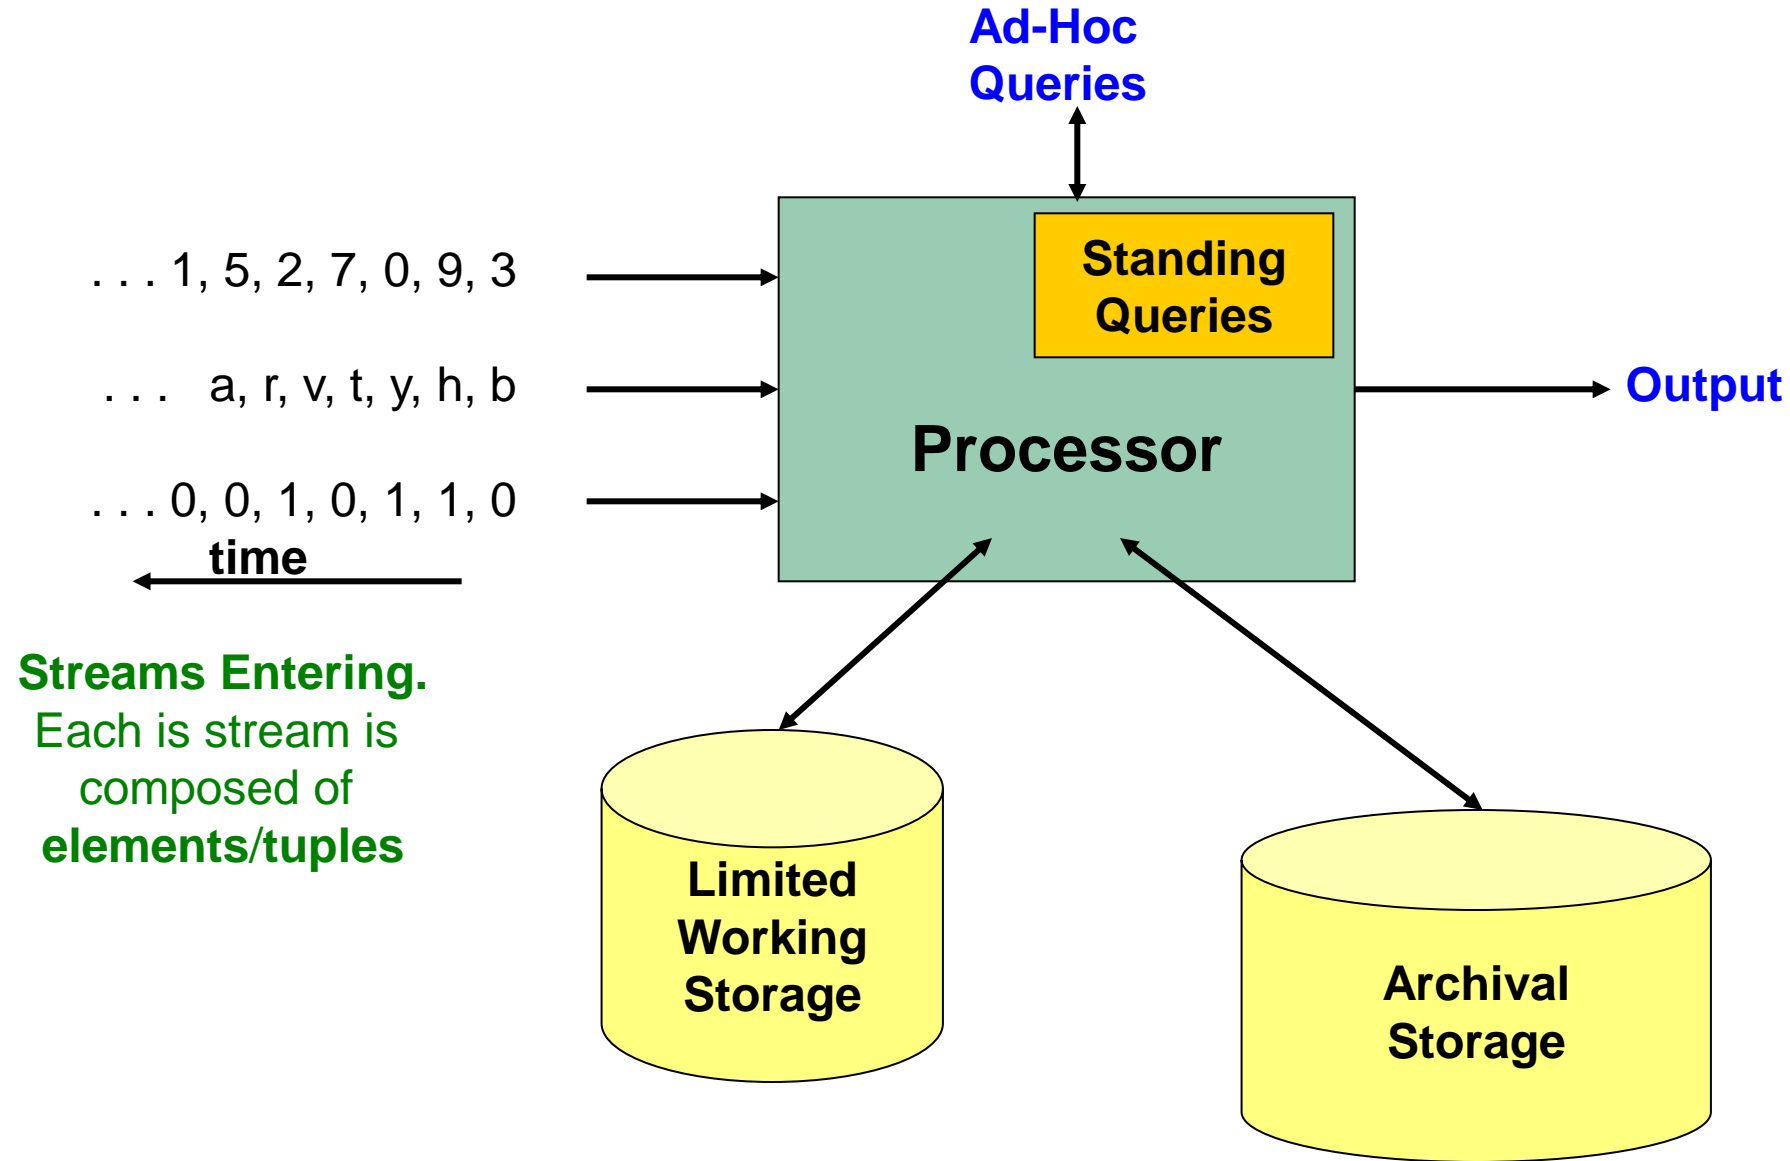 Ad-Hoc
Queries
. . . 1, 5, 2, 7, 0, 9, 3
. . . a, r, v, t, y, h, b
. . . 0, 0, 1, 0, 1, 1, 0
time
Standing
Queries
Processor
Output
Streams Entering.
Each is stream is
composed of
elements/tuples
Limited
Working
Storage
Archival
Storage